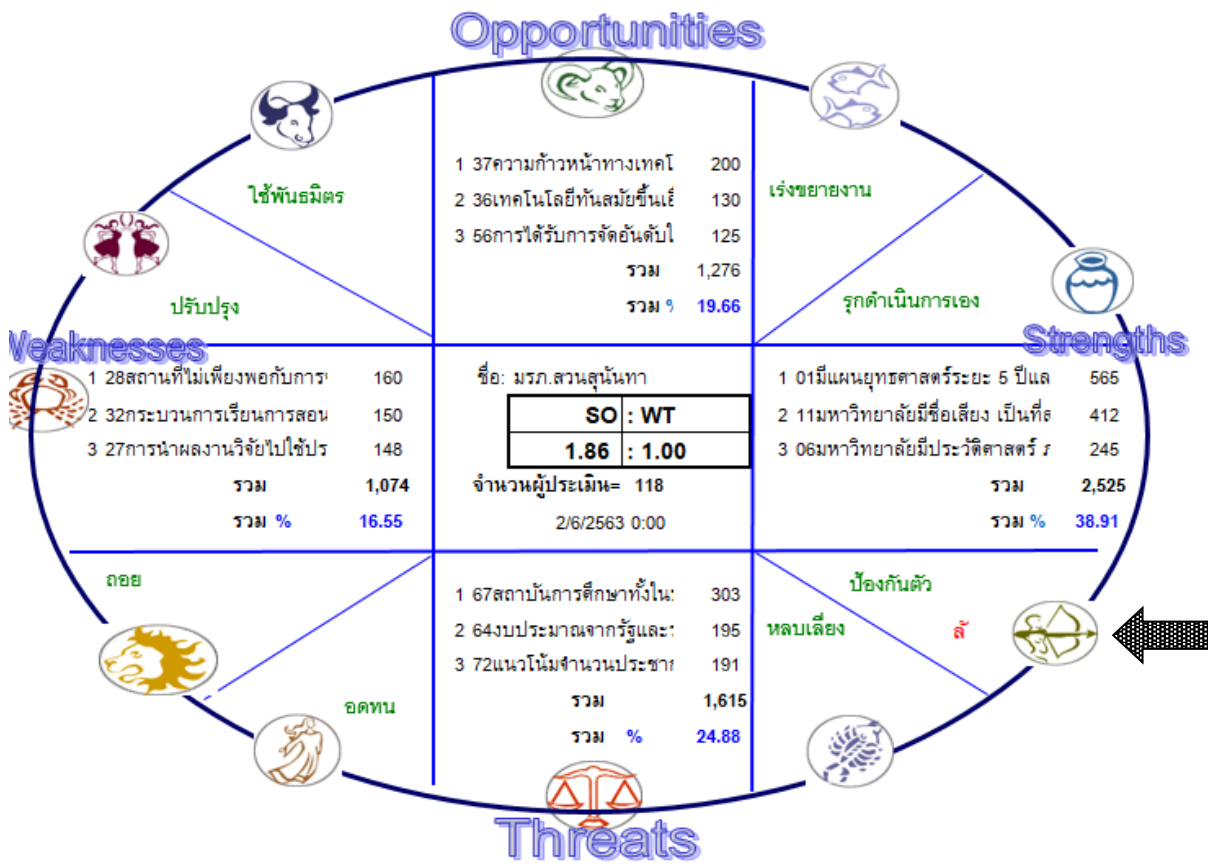 Opportunities
1 37ความก้าวหน้าทางเทคโ 200
2 36เทคโนโลยีทันสมัยขึ้นเ 130
3 56การได้รับการจัดอันดับใ 125
รวม 1,276
รวม % 19.66
ใช้พันธมิตร
เร่งขยายงาน
ปรับปรุง
รุกดำเนินการเอง
Weaknesses
1 28สถานที่ไม่เพียงพอกับการ 160
2 32กระบวนการเรียนการสอน 150
3 27การนำผลงานวิจัยไปใช้ปร 148
รวม 1,074
รวม % 16.55
ชื่อ: มรภ.สวนสุนันทา
SO : WT
1.86 : 1.00
จำนวนผู้ประเมิน= 118
2/6/2563 0:00
Strengths
1 01มีแผนยุทธศาสตร์ระยะ 5 ปีแล 565
2 11มหาวิทยาลัยมีชื่อเสียง เป็นที่ 412
3 06มหาวิทยาลัยมีประวัติศาสตร์ 245
รวม 2,525
รวม % 38.91
ถอย
อดทน
1 67สถาบันการศึกษาทั้งใน 303
2 64งบประมาณจากรัฐและ 195
3 72แนวโน้มจำนวนประชาก 191
รวม 1,615
รวม % 24.88
ป้องกันตัว
หลบเลี่ยง
ลั
Threats